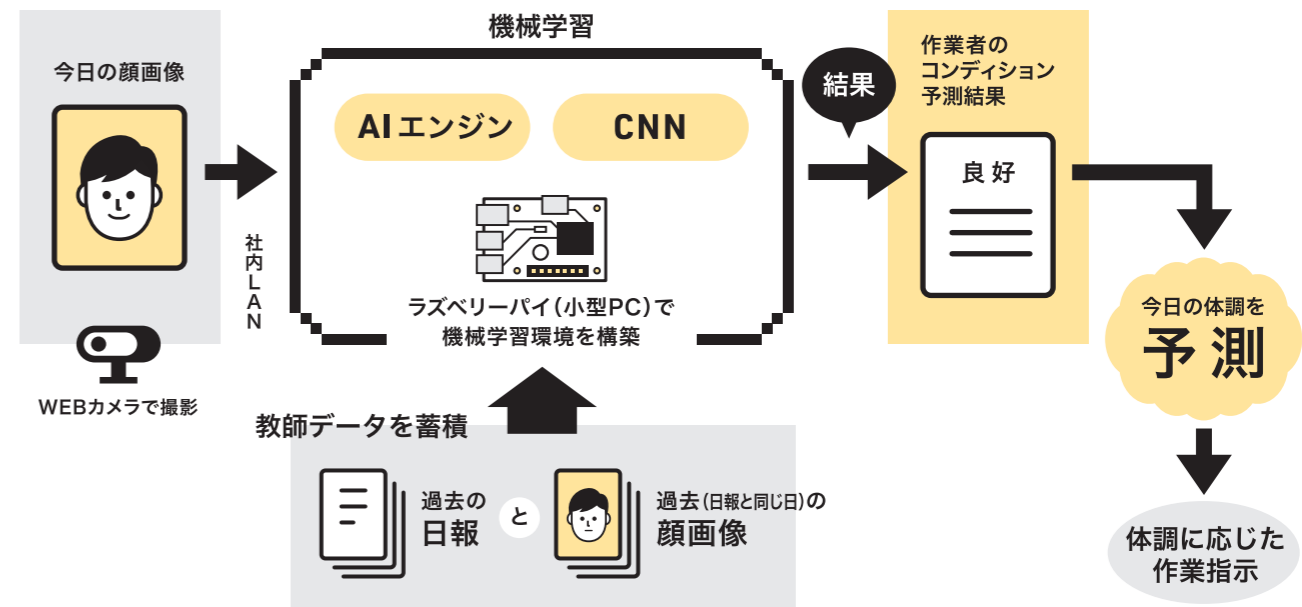 機械学習
今日の顔画像
AIエンジン
CNN
結果
作業者の
コンディション
予測結果
良好
社内LAN
ラズベリーパイ(小型PC)で
機械学習環境を構築
今日の体調を
予測
WEBカメラで撮影
教師データを蓄積
過去の
日報
と
過去(日報と同じ日)の
顔画像
体調に応じた
作業指示